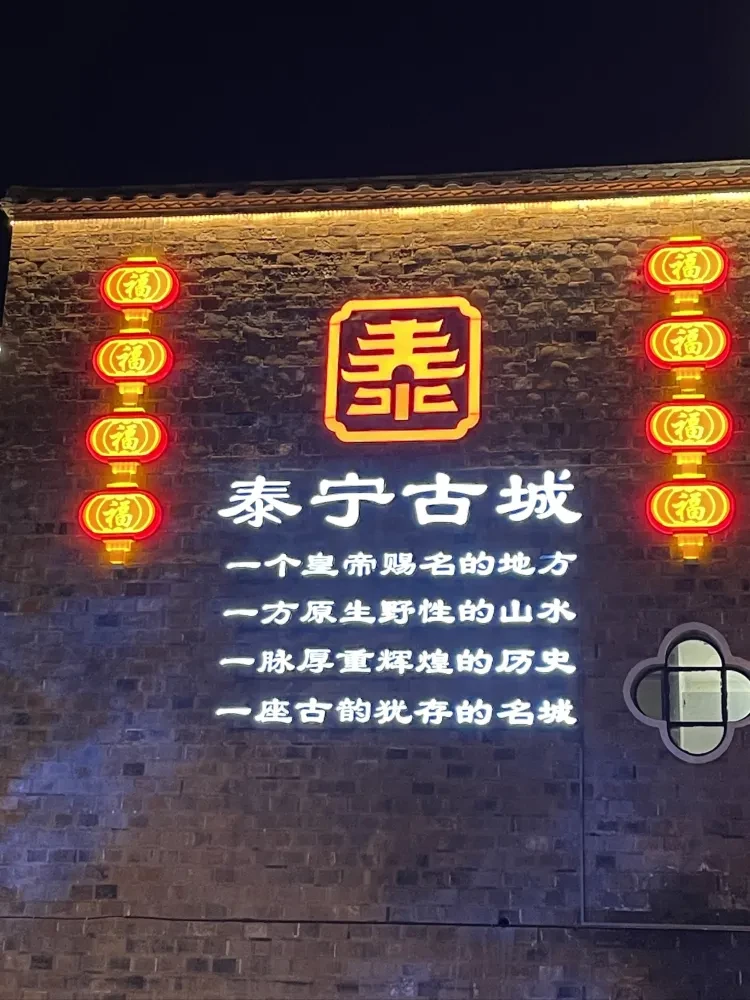 福 福
福 福
福 福
福 福
泰
泰宁古城
一个皇帝赐名的地方
一方原生野性的山水
一脉厚重辉煌的历史
一座古韵犹存的名城